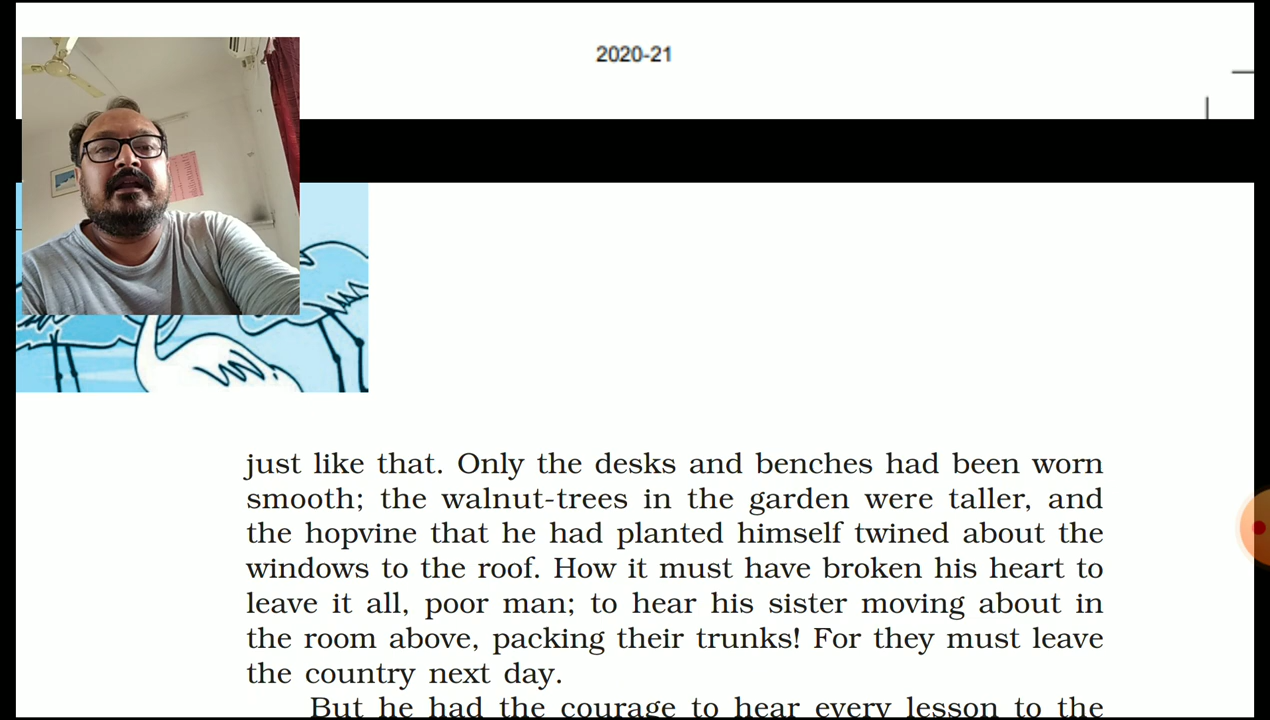 2020-21
just like that. Only the desks and benches had been worn
smooth; the walnut-trees in the garden were taller, and
the hopvine that he had planted himself twined about the
windows to the roof. How it must have broken his heart to
leave it all, poor man; to hear his sister moving about in
the room above, packing their trunks! For they must leave
the country next day.
But he had the courage to hear every lesson to the